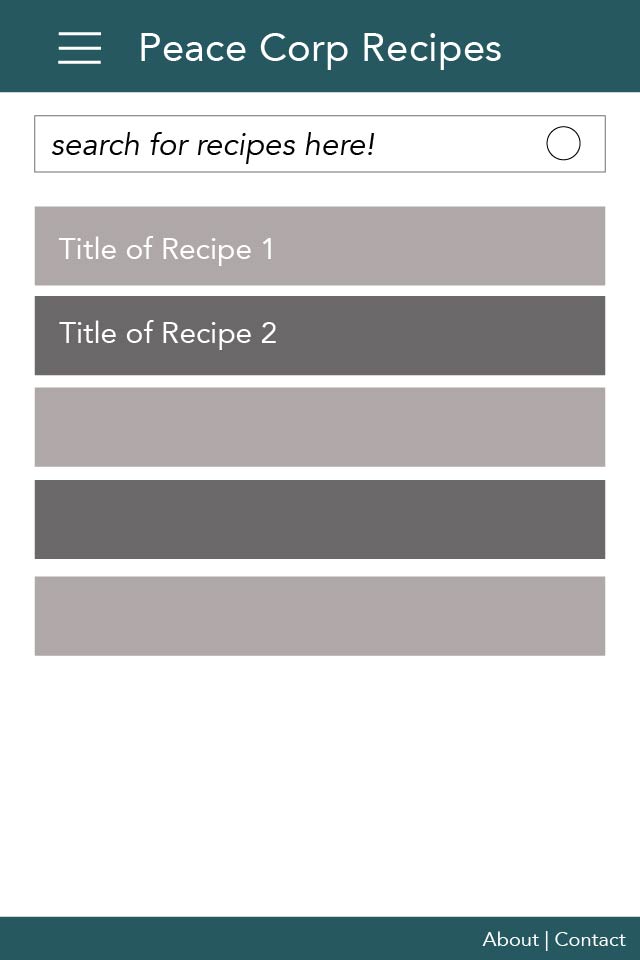 Peace Corp Recipes
search for recipes here!
Title of Recipe 1
Title of Recipe 2
About | Contact